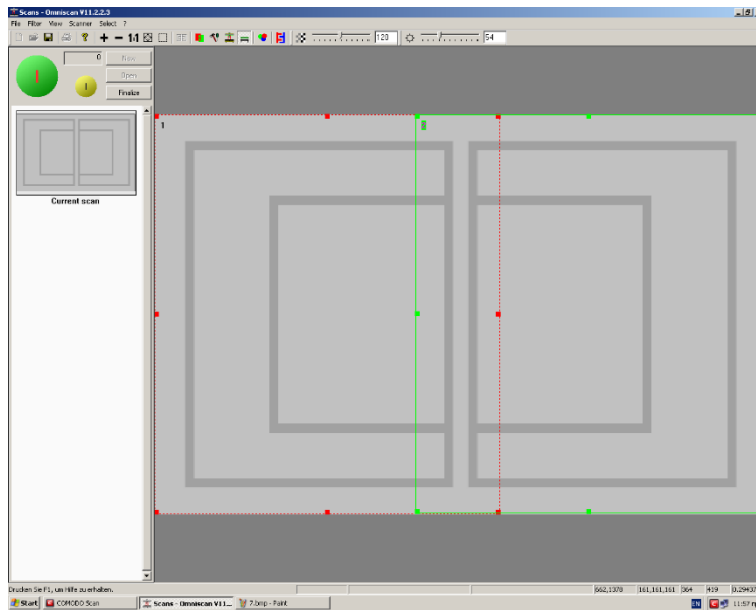 Scans - Omniscan V11.2.2.3
File Filter View Scanner Select ?
1:1
128
54
0 New
Open
Finalize
1
Current scan
Drucken Sie F1, um Hilfe zu erhalten.
662,1378
161,161,161
364
419
Start
COMODO Scan
Scans - Omniscan V11...
7.bmp - Paint
EN